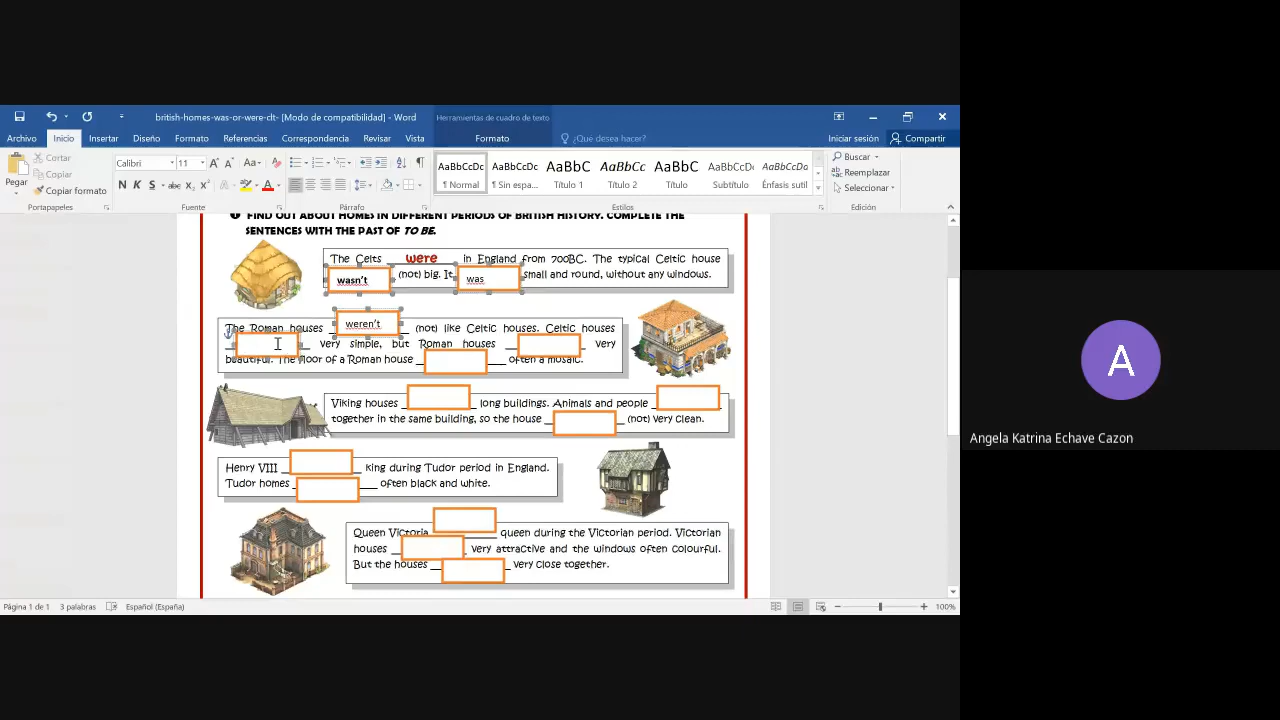 british-homes-was-or-were-clt- [Modo de compatibilidad] - Word
Herramientas de cuadro de texto
Archivo Inicio Insertar Diseño Formato Referencias Correspondencia Revisar Vista Formato ¿Qué desea hacer? Iniciar sesión Compartir
Pegar
Cortar
Copiar
Copiar formato
Portapapeles
Calibri 11
N K S abc x₂ x²
Fuente
Párrafo
AaBbCcDc AaBbCcDc AaBbC AaBbCc AaBbC AaBbCcD AaBbCcDc
¶ Normal ¶ Sin espa... Título 1 Título 2 Título Subtítulo Énfasis sutil
Estilos
Buscar
Reemplazar
Seleccionar
Edición
FIND OUT ABOUT HOMES IN DIFFERENT PERIODS OF BRITISH HISTORY. COMPLETE THE
SENTENCES WITH THE PAST OF TO BE.
The Celts were in England from 700BC. The typical Celtic house
wasn't (not) big. It was small and round, without any windows.
The Roman houses weren't (not) like Celtic houses. Celtic houses
very simple, but Roman houses very
beautiful. The floor of a Roman house often a mosaic.
Viking houses long buildings. Animals and people
together in the same building, so the house (not) very clean.
Henry VIII king during Tudor period in England.
Tudor homes often black and white.
Queen Victoria queen during the Victorian period. Victorian
houses very attractive and the windows often colourful.
But the houses very close together.
Página 1 de 1 3 palabras Español (España) 100%
A
Angela Katrina Echave Cazon